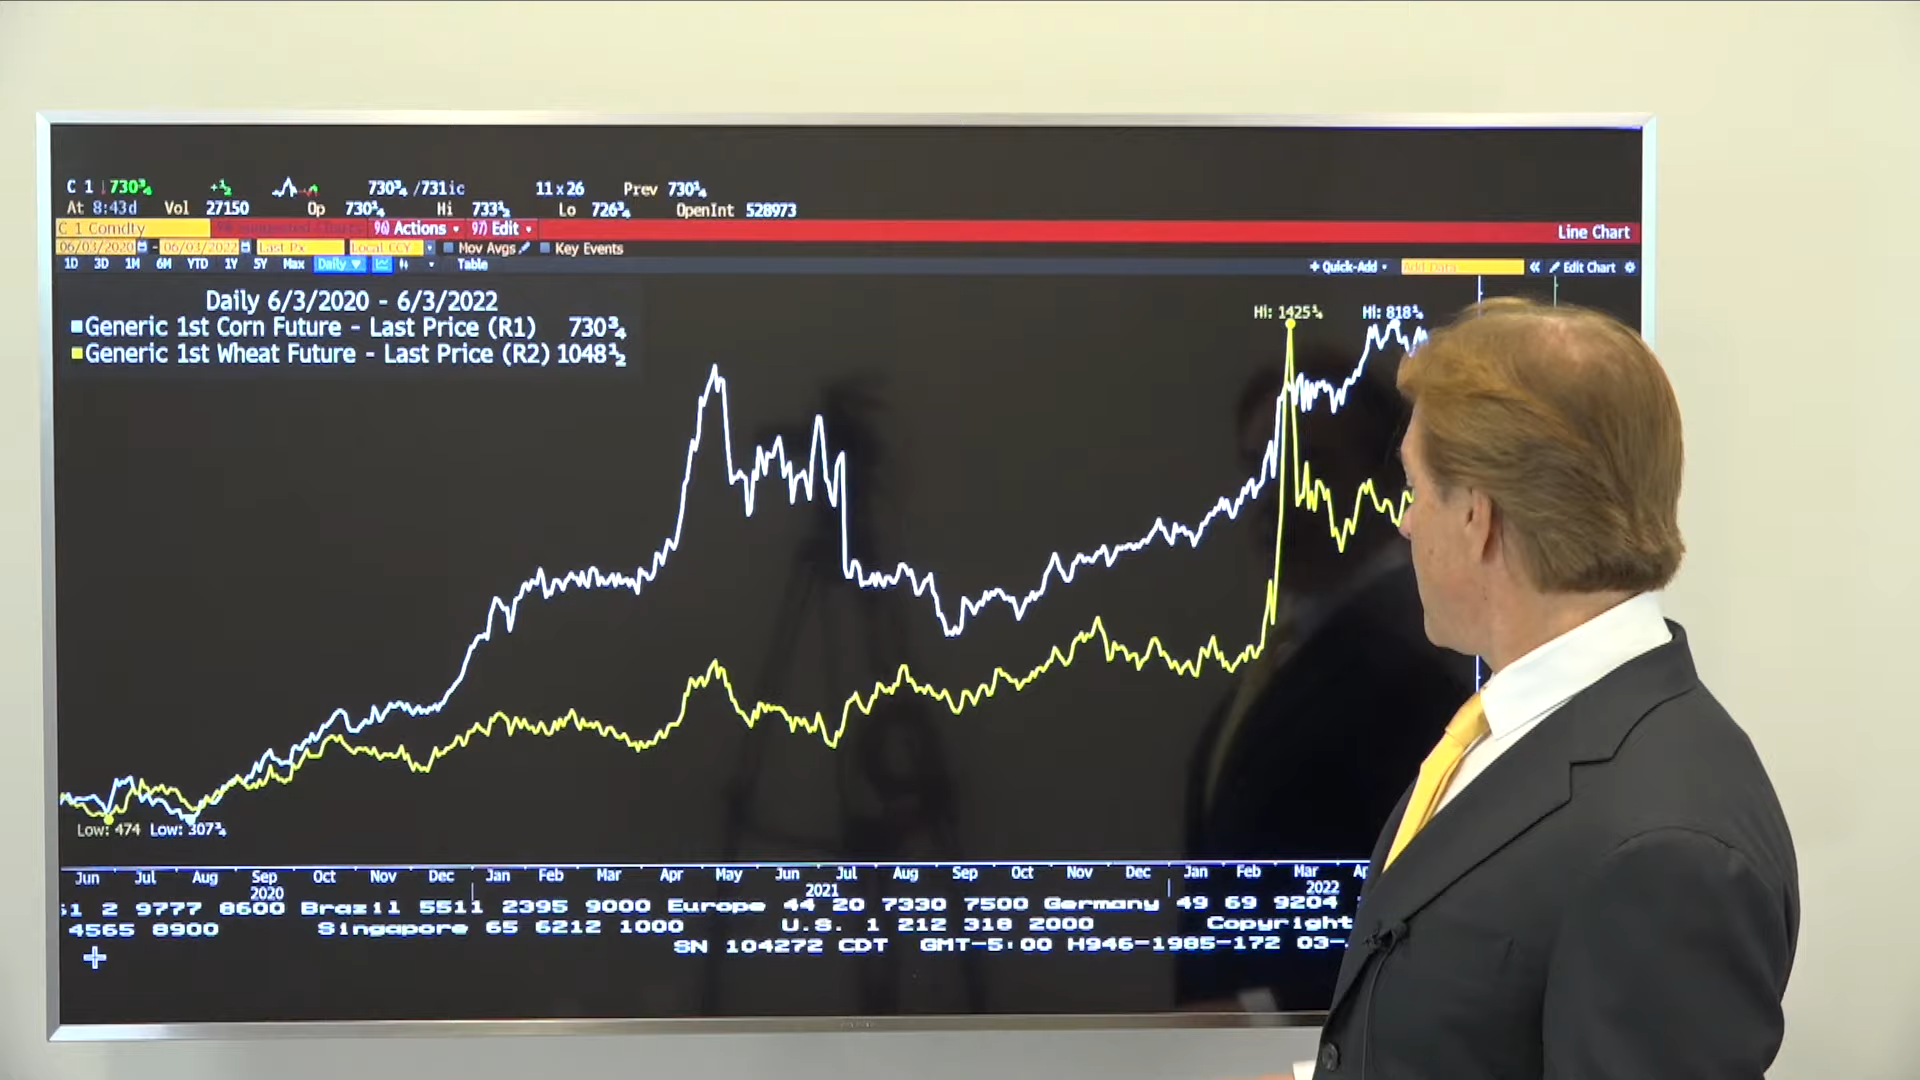 C 1 730¾ +½ 730¾ /731ic 11x26 Prev 730¼
At 8:43d Vol 27150 Op 730¼ Hi 733½ Lo 726¾ OpenInt 528973
C 1 Comdty 96) Actions 97) Edit Line Chart
06/03/2020 - 06/03/2022 Last Px Local CCY Mov Avgs Key Events
1D 3D 1M 6M YTD 1Y 5Y Max Daily Table + Quick-Add Add Data « Edit Chart
Daily 6/3/2020 - 6/3/2022
Generic 1st Corn Future - Last Price (R1) 730¾
Generic 1st Wheat Future - Last Price (R2) 1048½
Hi: 1425¼ Hi: 818¼
Low: 474 Low: 307¾
Jun Jul Aug Sep Oct Nov Dec Jan Feb Mar Apr May Jun Jul Aug Sep Oct Nov Dec Jan Feb Mar
2020 2021 2022
2 9777 8600 Brazil 5511 2395 9000 Europe 44 20 7330 7500 Germany 49 69 9204
4565 8900 Singapore 65 6212 1000 U.S. 1 212 318 2000 Copyright
SN 104272 CDT GMT-5:00 H946-1985-172 03-